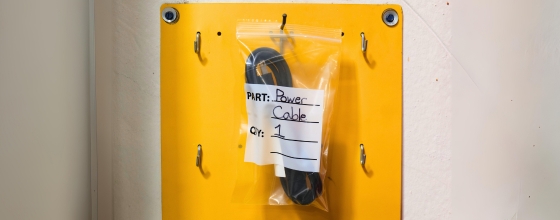 PART: Power
Cable
QTY: 1